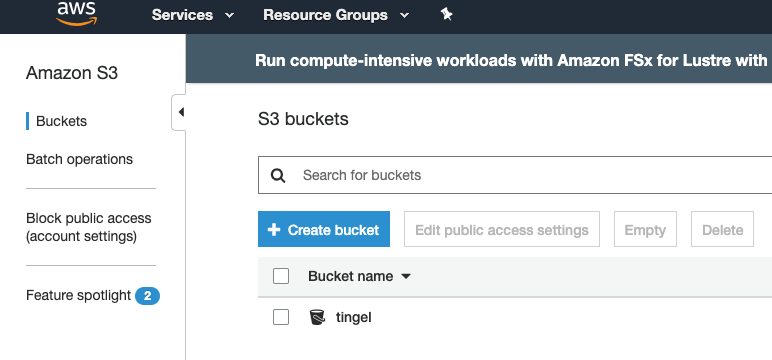 aws Services Resource Groups
Run compute-intensive workloads with Amazon FSx for Lustre with
Amazon S3
Buckets
Batch operations
Block public access
(account settings)
Feature spotlight 2
S3 buckets
Search for buckets
Create bucket Edit public access settings Empty Delete
Bucket name
tingel